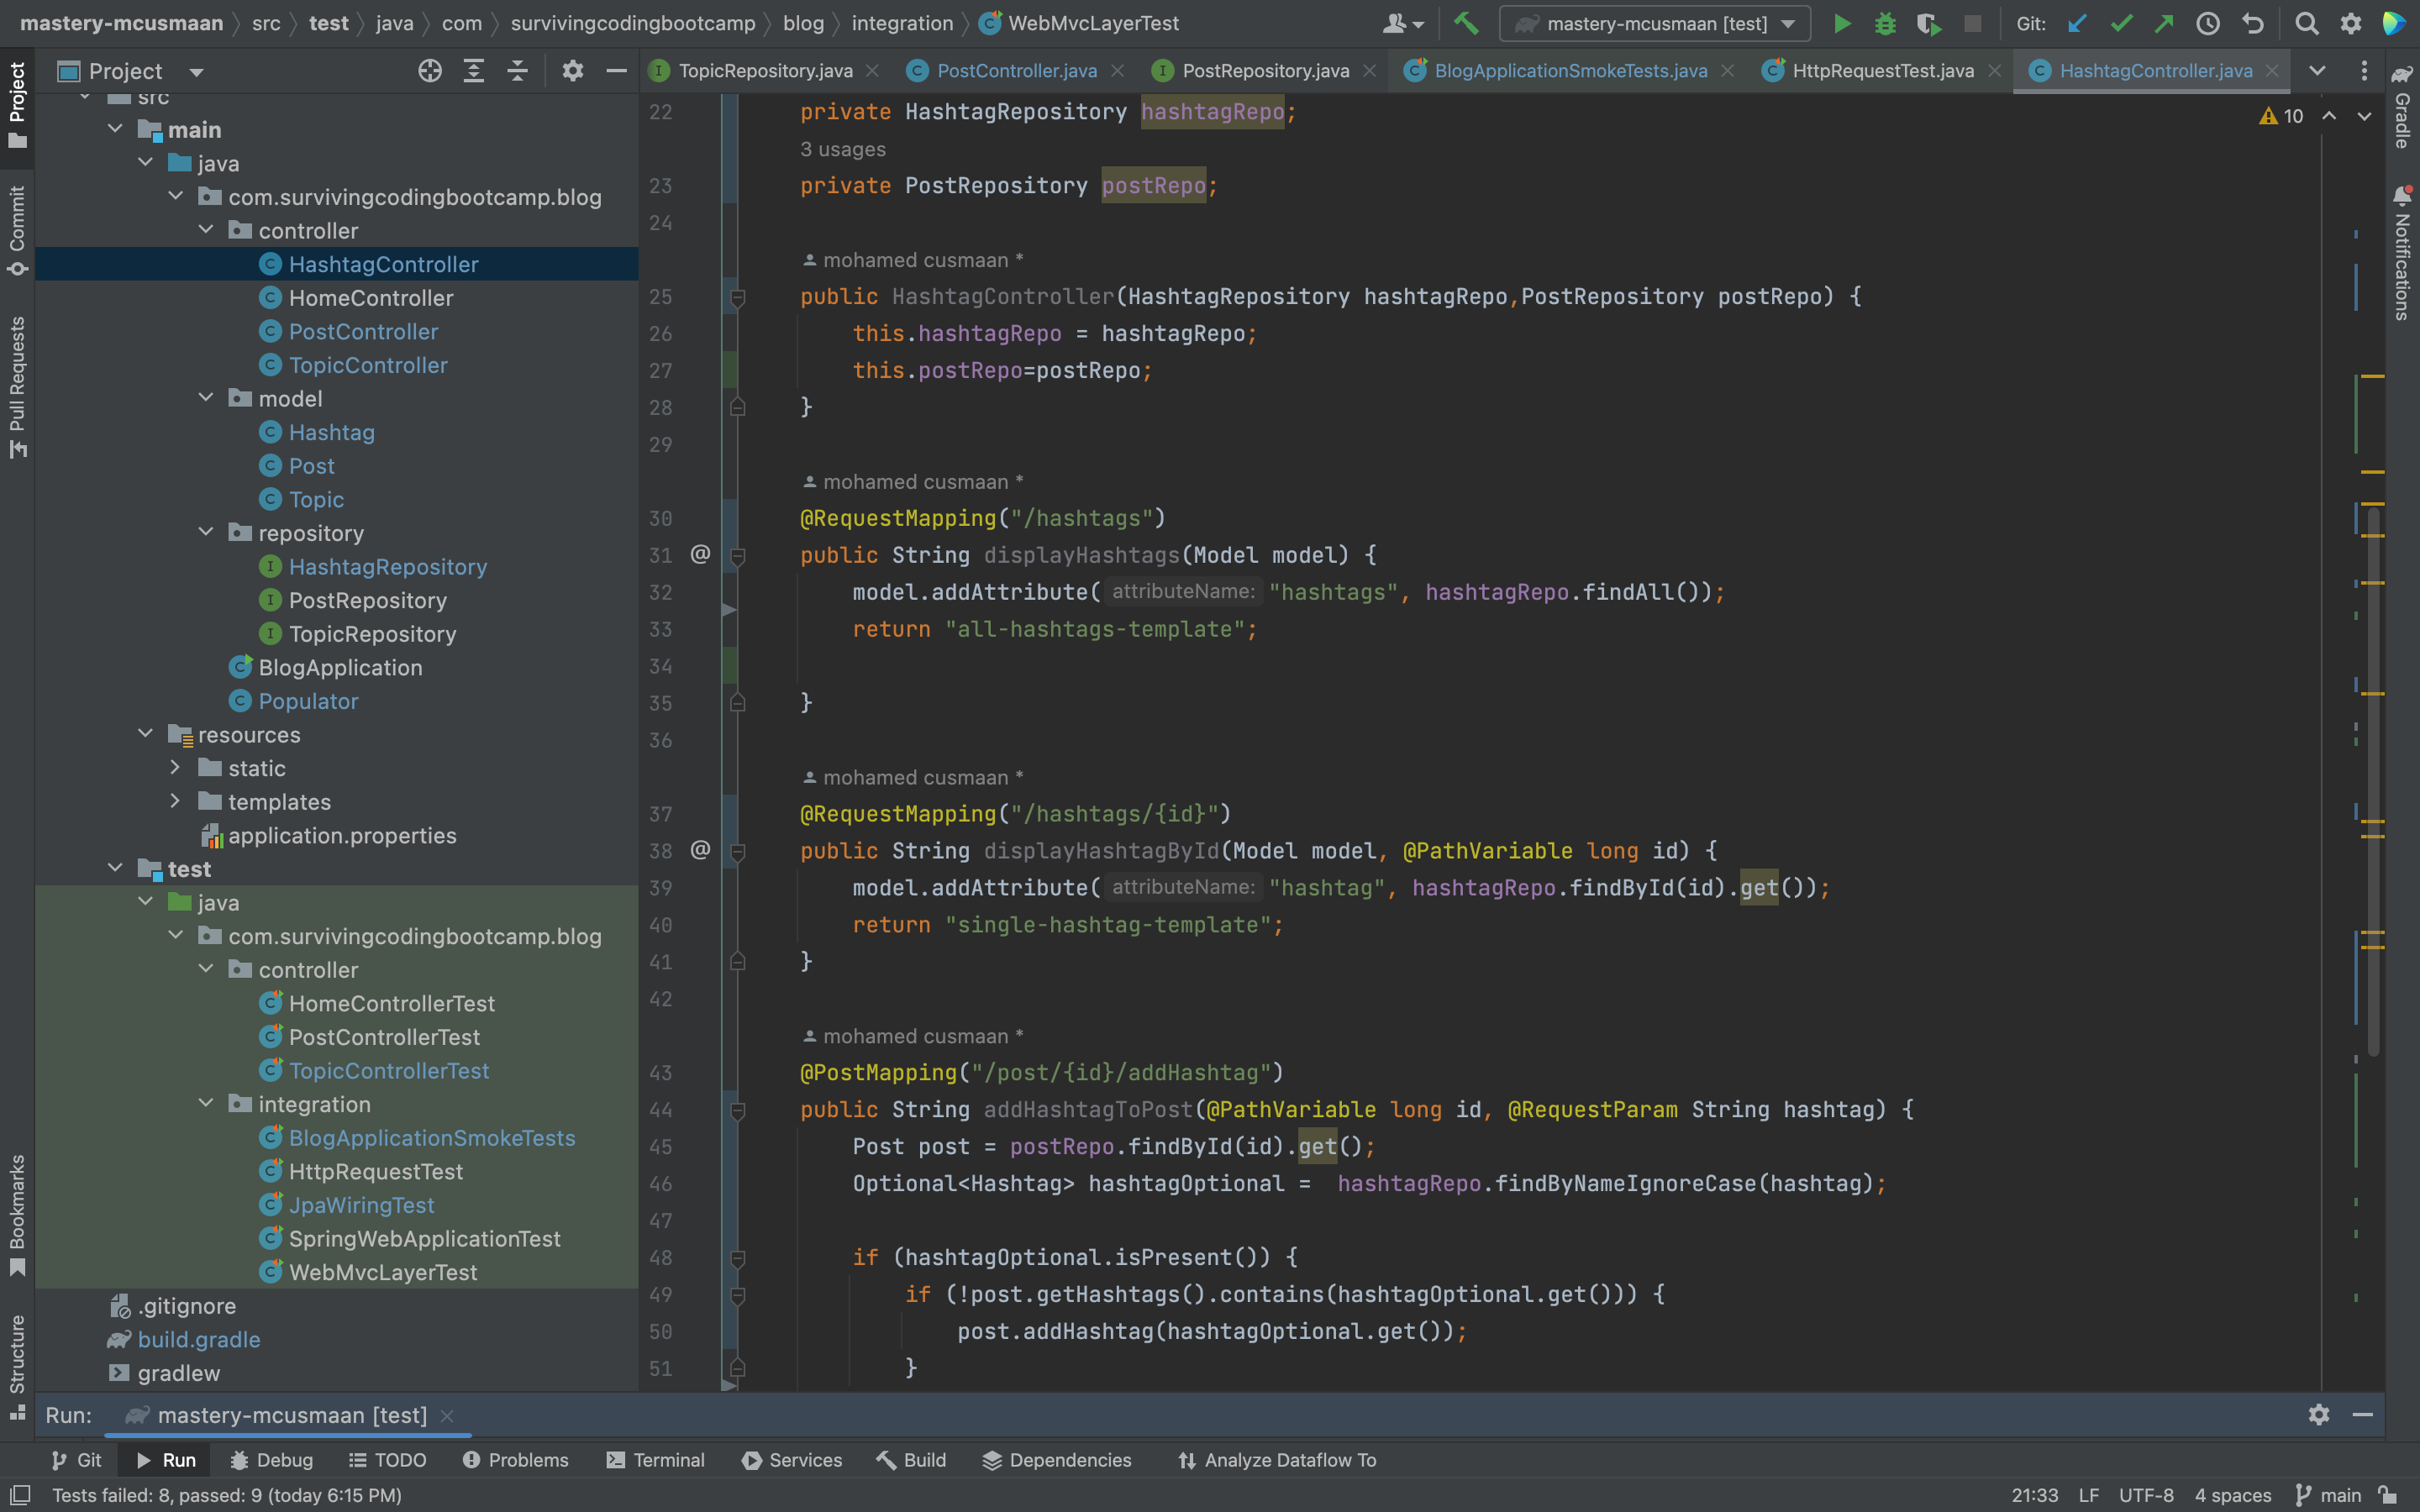 mastery-mcusmaan
src
test
java
com
survivingcodingbootcamp
blog
integration
WebMvcLayerTest
mastery-mcusmaan [test]
Git:
Project
TopicRepository.java
PostController.java
PostRepository.java
BlogApplicationSmokeTests.java
HttpRequestTest.java
HashtagController.java
Project
Commit
Pull Requests
Bookmarks
Structure
src
main
java
com.survivingcodingbootcamp.blog
controller
HashtagController
HomeController
PostController
TopicController
model
Hashtag
Post
Topic
repository
HashtagRepository
PostRepository
TopicRepository
BlogApplication
Populator
resources
static
templates
application.properties
test
java
com.survivingcodingbootcamp.blog
controller
HomeControllerTest
PostControllerTest
TopicControllerTest
integration
BlogApplicationSmokeTests
HttpRequestTest
JpaWiringTest
SpringWebApplicationTest
WebMvcLayerTest
.gitignore
build.gradle
gradlew
10
22 private HashtagRepository hashtagRepo;
3 usages
23 private PostRepository postRepo;
24
mohamed cusmaan *
25 public HashtagController(HashtagRepository hashtagRepo,PostRepository postRepo) {
26 this.hashtagRepo = hashtagRepo;
27 this.postRepo=postRepo;
28 }
29
mohamed cusmaan *
30 @RequestMapping("/hashtags")
31 @ public String displayHashtags(Model model) {
32 model.addAttribute( attributeName: "hashtags", hashtagRepo.findAll());
33 return "all-hashtags-template";
34
35 }
36
mohamed cusmaan *
37 @RequestMapping("/hashtags/{id}")
38 @ public String displayHashtagById(Model model, @PathVariable long id) {
39 model.addAttribute( attributeName: "hashtag", hashtagRepo.findById(id).get());
40 return "single-hashtag-template";
41 }
42
mohamed cusmaan *
43 @PostMapping("/post/{id}/addHashtag")
44 public String addHashtagToPost(@PathVariable long id, @RequestParam String hashtag) {
45 Post post = postRepo.findById(id).get();
46 Optional<Hashtag> hashtagOptional =  hashtagRepo.findByNameIgnoreCase(hashtag);
47
48 if (hashtagOptional.isPresent()) {
49 if (!post.getHashtags().contains(hashtagOptional.get())) {
50 post.addHashtag(hashtagOptional.get());
51 }
Gradle
Notifications
Run: mastery-mcusmaan [test]
Git
Run
Debug
TODO
Problems
Terminal
Services
Build
Dependencies
Analyze Dataflow To
Tests failed: 8, passed: 9 (today 6:15 PM)
21:33
LF
UTF-8
4 spaces
main